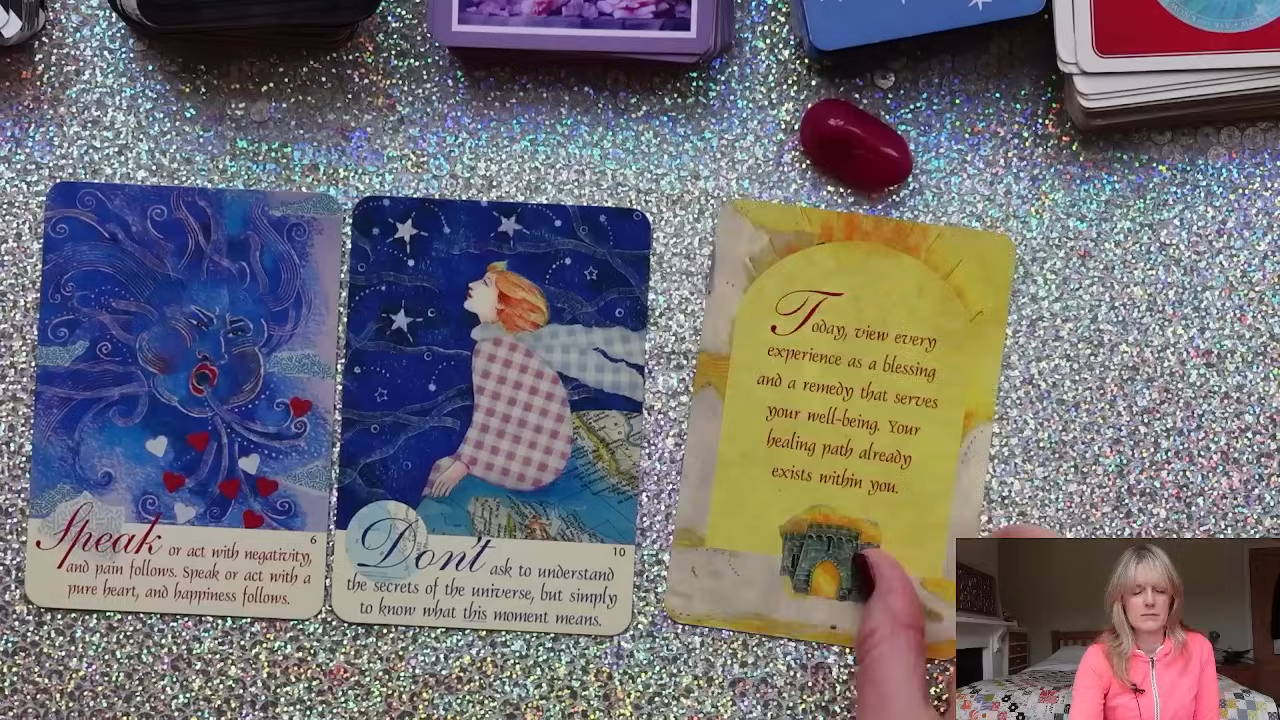 Speak or act with negativity,
and pain follows. Speak or act with a
pure heart, and happiness follows.
6
Don't ask to understand
the secrets of the universe, but simply
to know what this moment means.
10
Today, view every
experience as a blessing
and a remedy that serves
your well-being. Your
healing path already
exists within you.